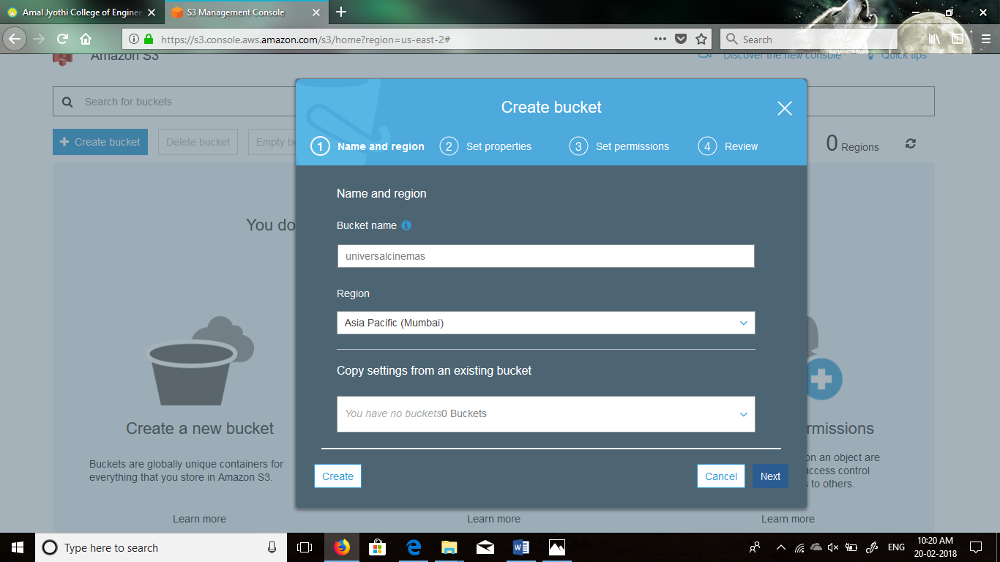 Amal Jyothi College of Enginee
S3 Management Console
https://s3.console.aws.amazon.com/s3/home?region=us-east-2#
Search
Amazon S3
Discover the new console
Quick tips
Search for buckets
Create bucket
Delete bucket
Empty bu
0 Regions
Create bucket
1 Name and region
2 Set properties
3 Set permissions
4 Review
Name and region
Bucket name
universalcinemas
Region
Asia Pacific (Mumbai)
Copy settings from an existing bucket
You have no buckets0 Buckets
Create
Cancel
Next
You do
Create a new bucket
Buckets are globally unique containers for
everything that you store in Amazon S3.
Learn more
Learn more
rmissions
on an object are
access control
s to others.
Learn more
Type here to search
ENG
10:20 AM
20-02-2018